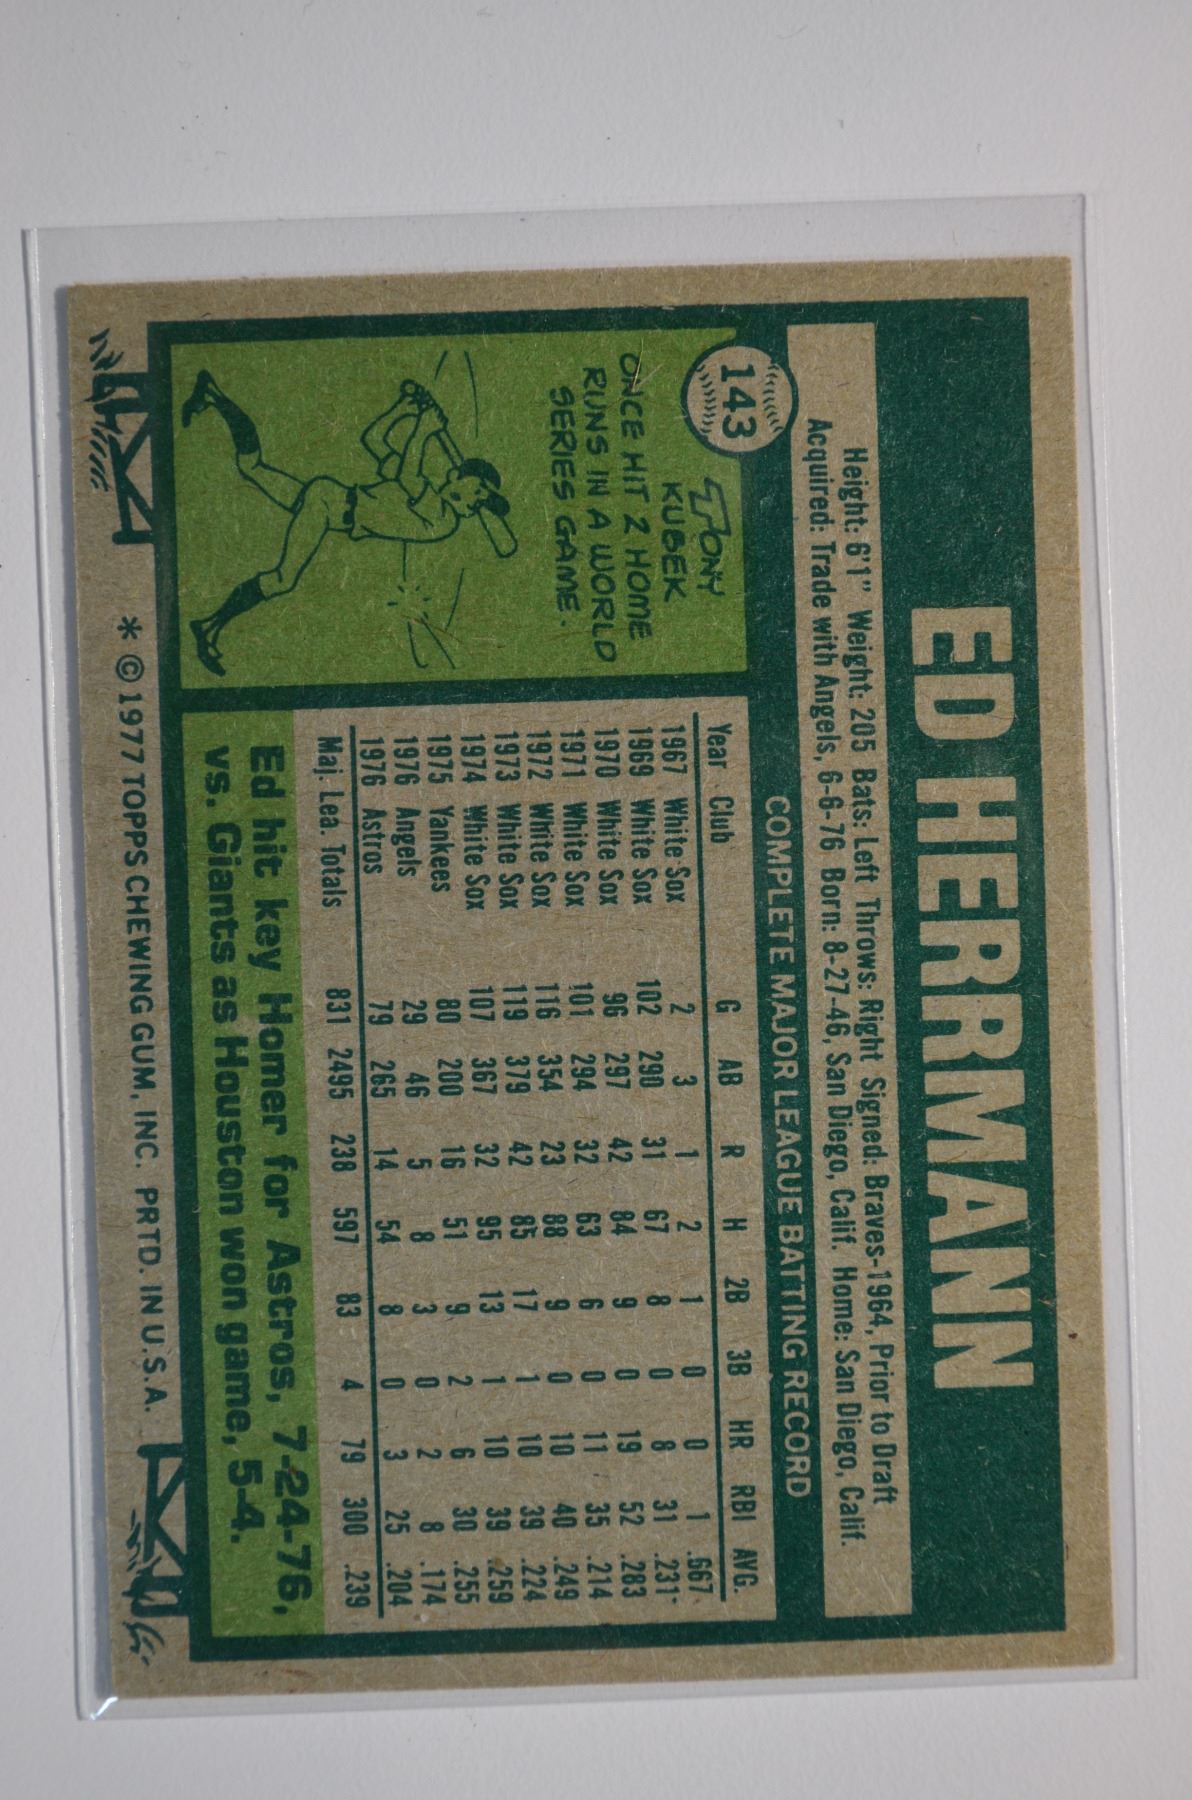 ED HERRMANN
Height: 6'1" Weight: 205 Bats: Left Throws: Right Signed: Braves-1964, Prior to Draft
Acquired: Trade with Angels, 6-6-76 Born: 8-27-46, San Diego, Calif. Home: San Diego, Calif.
143
TONY
KUBEK
ONCE HIT 2 HOME
RUNS IN A WORLD
SERIES GAME.
COMPLETE MAJOR LEAGUE BATTING RECORD
Year Club G AB R H 2B 3B HR RBI AVG.
1967 White Sox 2 3 1 2 1 0 0 1 .667
1969 White Sox 102 290 31 67 8 0 8 31 .231
1970 White Sox 96 297 42 84 9 0 19 52 .283
1971 White Sox 101 294 32 63 6 0 11 35 .214
1972 White Sox 116 354 23 88 9 0 10 40 .249
1973 White Sox 119 379 42 85 17 1 10 39 .224
1974 White Sox 107 367 32 95 13 1 10 39 .259
1975 Yankees 80 200 16 51 9 2 6 30 .255
1976 Angels 29 46 5 8 3 0 2 8 .174
1976 Astros 79 265 14 54 8 0 3 25 .204
Maj. Lea. Totals 831 2495 238 597 83 4 79 300 .239
Ed hit key Homer for Astros, 7-24-76,
vs. Giants as Houston won game, 5-4.
* © 1977 TOPPS CHEWING GUM, INC. PRTD. IN U.S.A.